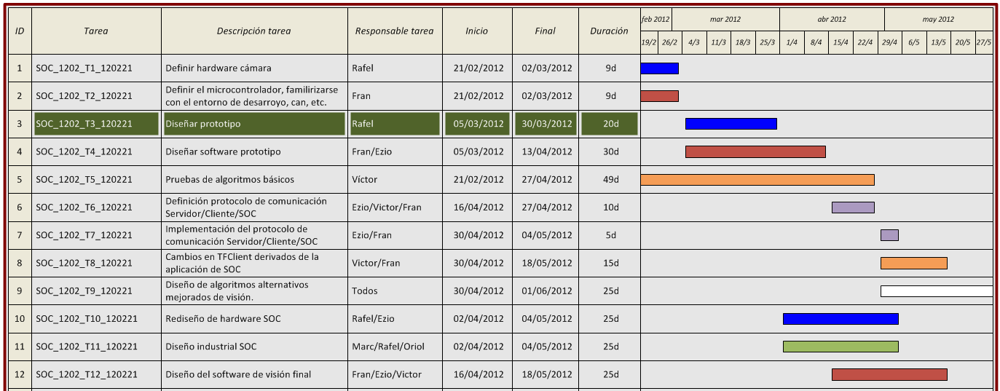 ID Tarea Descripción tarea Responsable tarea Inicio Final Duración feb 2012 mar 2012 abr 2012 may 2012
19/2 26/2 4/3 11/3 18/3 25/3 1/4 8/4 15/4 22/4 29/4 6/5 13/5 20/5 27/5
1 SOC_1202_T1_120221 Definir hardware cámara Rafel 21/02/2012 02/03/2012 9d
2 SOC_1202_T2_120221 Definir el microcontrolador, familirizarse
con el entorno de desarroyo, can, etc. Fran 21/02/2012 02/03/2012 9d
3 SOC_1202_T3_120221 Diseñar prototipo Rafel 05/03/2012 30/03/2012 20d
4 SOC_1202_T4_120221 Diseñar software prototipo Fran/Ezio 05/03/2012 13/04/2012 30d
5 SOC_1202_T5_120221 Pruebas de algoritmos básicos Víctor 21/02/2012 27/04/2012 49d
6 SOC_1202_T6_120221 Definición protocolo de comunicación
Servidor/Cliente/SOC Ezio/Victor/Fran 16/04/2012 27/04/2012 10d
7 SOC_1202_T7_120221 Implementación del protocolo de
comunicación Servidor/Cliente/SOC Ezio/Fran 30/04/2012 04/05/2012 5d
8 SOC_1202_T8_120221 Cambios en TFClient derivados de la
aplicación de SOC Victor/Fran 30/04/2012 18/05/2012 15d
9 SOC_1202_T9_120221 Diseño de algoritmos alternativos
mejorados de visión. Todos 30/04/2012 01/06/2012 25d
10 SOC_1202_T10_120221 Rediseño de hardware SOC Rafel/Ezio 02/04/2012 04/05/2012 25d
11 SOC_1202_T11_120221 Diseño industrial SOC Marc/Rafel/Oriol 02/04/2012 04/05/2012 25d
12 SOC_1202_T12_120221 Diseño del software de visión final Fran/Ezio/Victor 16/04/2012 18/05/2012 25d